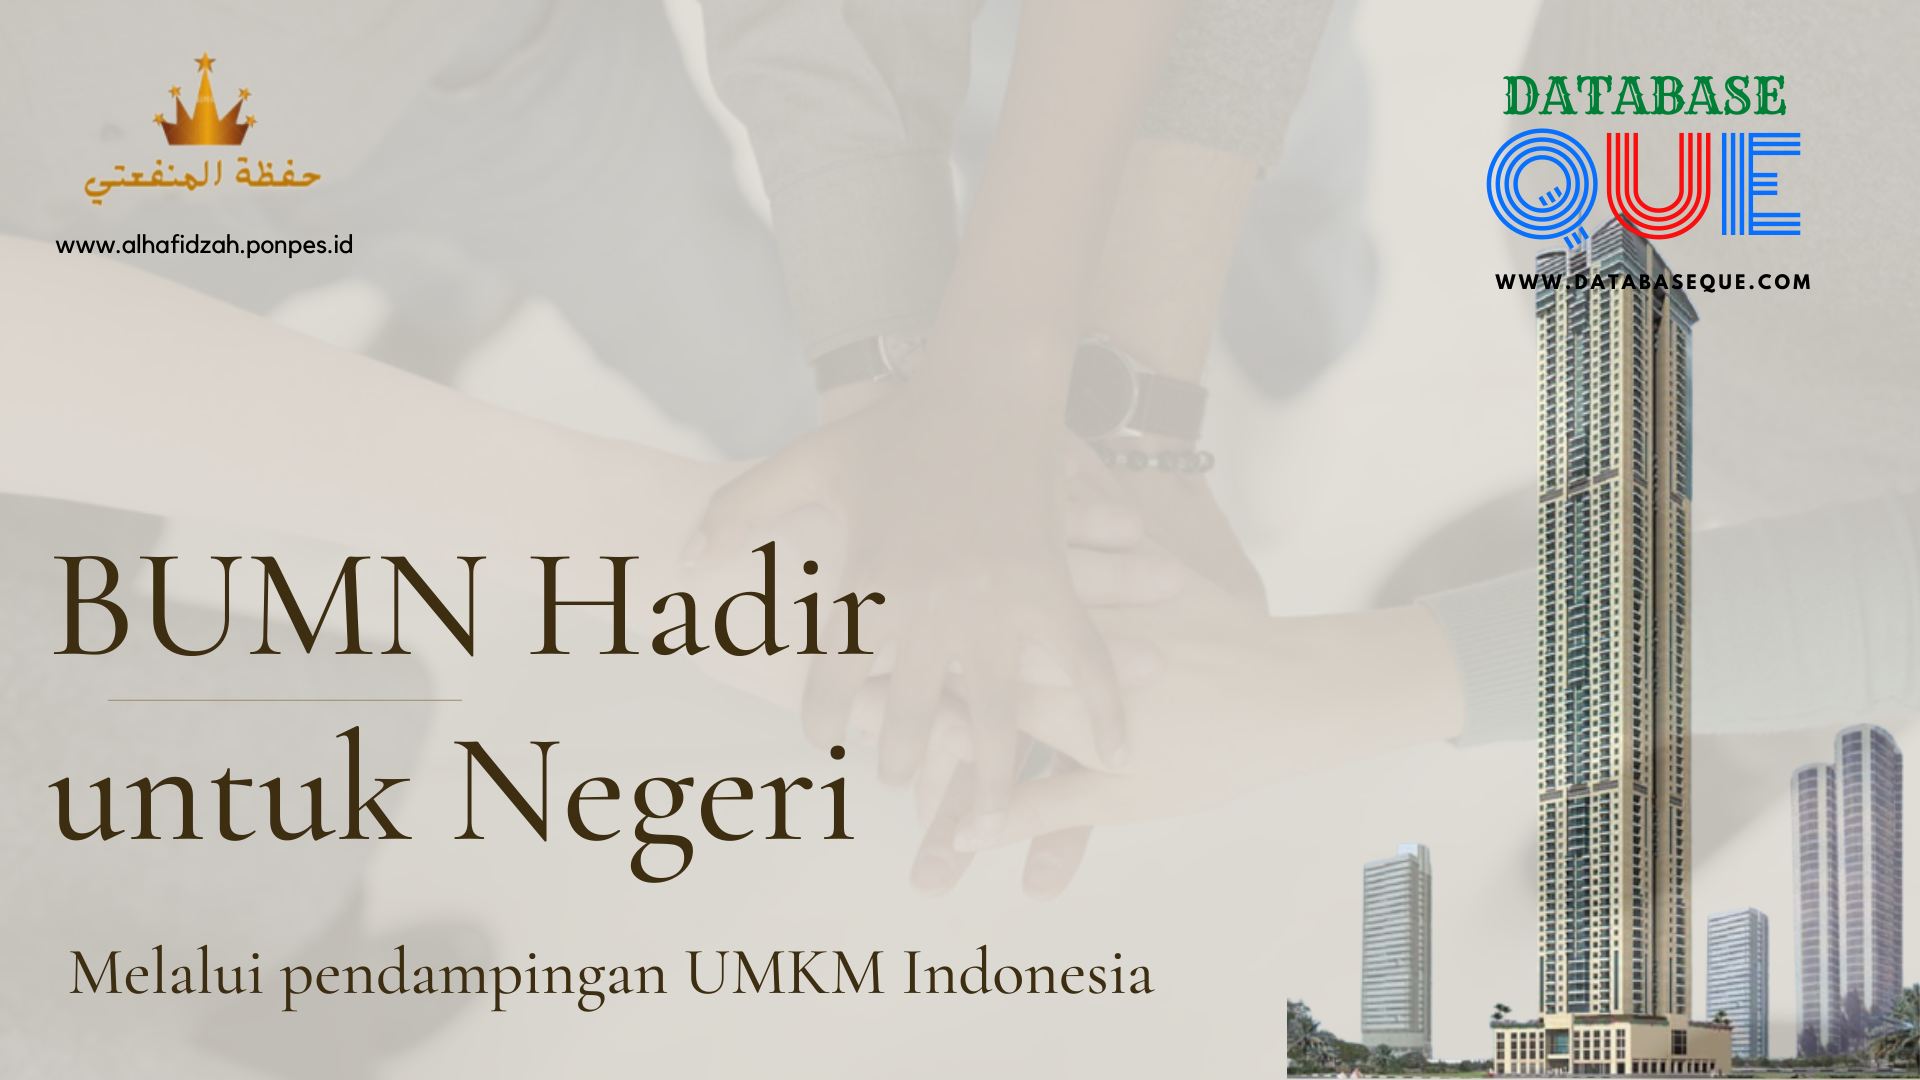 حفظة المنفعتي
www.alhafidzah.ponpes.id
DATABASE
QUE
WWW.DATABASEQUE.COM
BUMN Hadir
untuk Negeri
Melalui pendampingan UMKM Indonesia